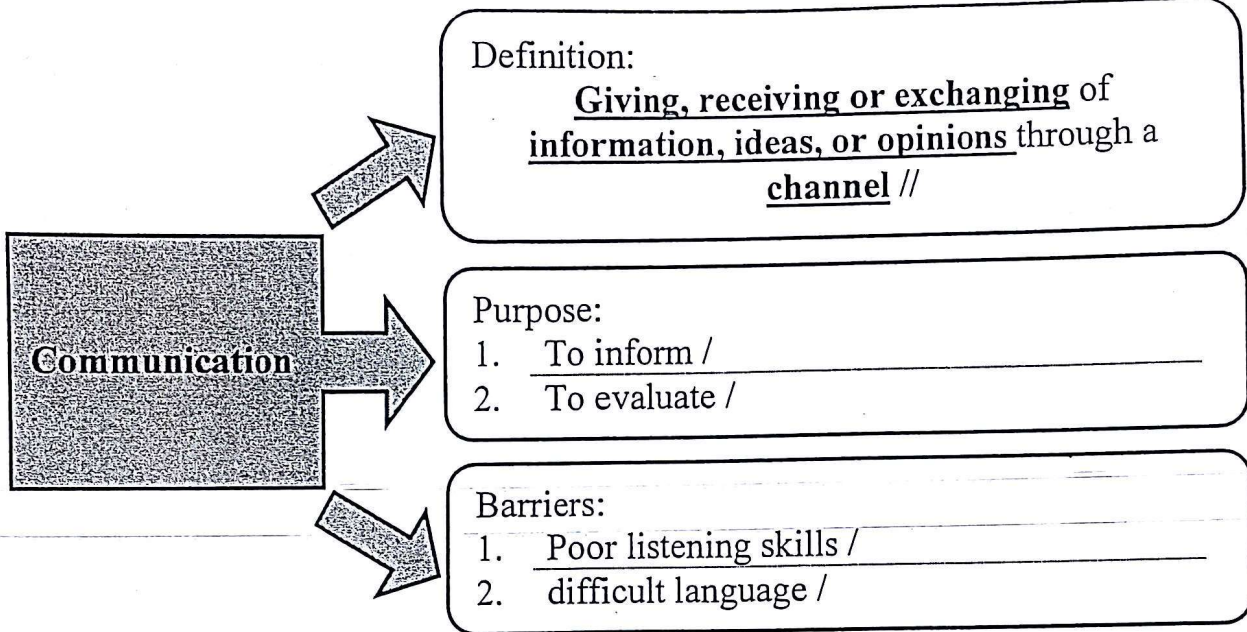 Communication
Definition:
Giving, receiving or exchanging of
information, ideas, or opinions through a
channel //
Purpose:
1. To inform /
2. To evaluate /
Barriers:
1. Poor listening skills /
2. difficult language /